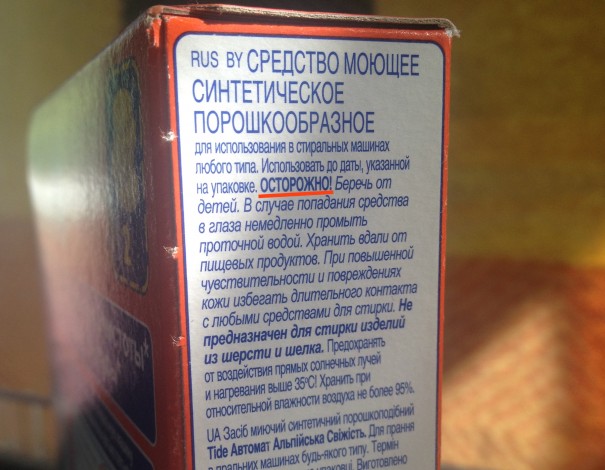 RUS BY СРЕДСТВО МОЮЩЕЕ
СИНТЕТИЧЕСКОЕ
ПОРОШКООБРАЗНОЕ
для использования в стиральных машинах
любого типа. Использовать до даты, указанной
на упаковке. ОСТОРОЖНО! Беречь от
детей. В случае попадания средства
в глаза немедленно промыть
проточной водой. Хранить вдали от
пищевых продуктов. При повышенной
чувствительности и повреждениях
кожи избегать длительного контакта
с любыми средствами для стирки. Не
предназначен для стирки изделий
из шерсти и шелка. Предохранять
от воздействия прямых солнечных лучей
и нагревания выше 35°C! Хранить при
относительной влажности воздуха не более 95%.
UA Засіб миючий синтетичний порошкоподібний
Tide Автомат Альпійська Свіжість. Для прання
в пральних машинах будь-якого типу. Термін
Виготовлено